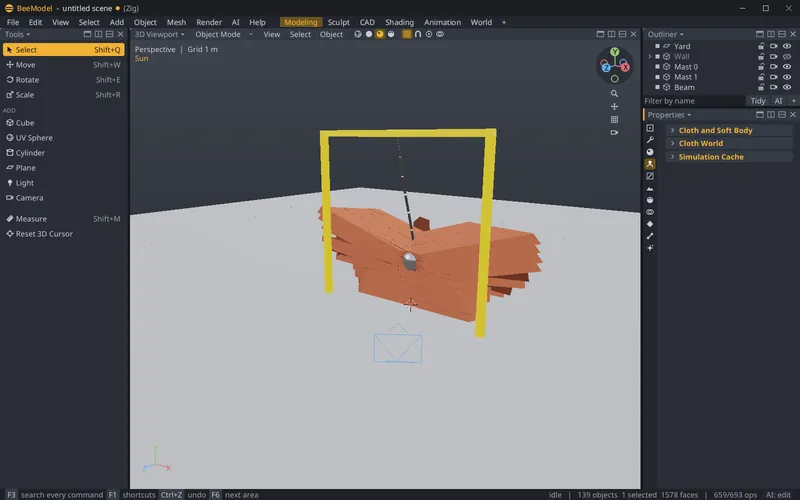 BeeModel - untitled scene • (Zig)
File Edit View Select Add Object Mesh Render AI Help Modeling Sculpt CAD Shading Animation World +
Tools
Select Shift+Q
Move Shift+W
Rotate Shift+E
Scale Shift+R
ADD
Cube
UV Sphere
Cylinder
Plane
Light
Camera
Measure Shift+M
Reset 3D Cursor
3D Viewport Object Mode View Select Object
Perspective | Grid 1 m
Sun
Y
Z
X
Y
Z
X
Outliner
Yard
Wall
Mast 0
Mast 1
Beam
Filter by name Tidy AI +
Properties
Cloth and Soft Body
Cloth World
Simulation Cache
F3 search every command F1 shortcuts Ctrl+Z undo F6 next area
idle | 139 objects 1 selected 1578 faces | 659/693 ops AI: edit